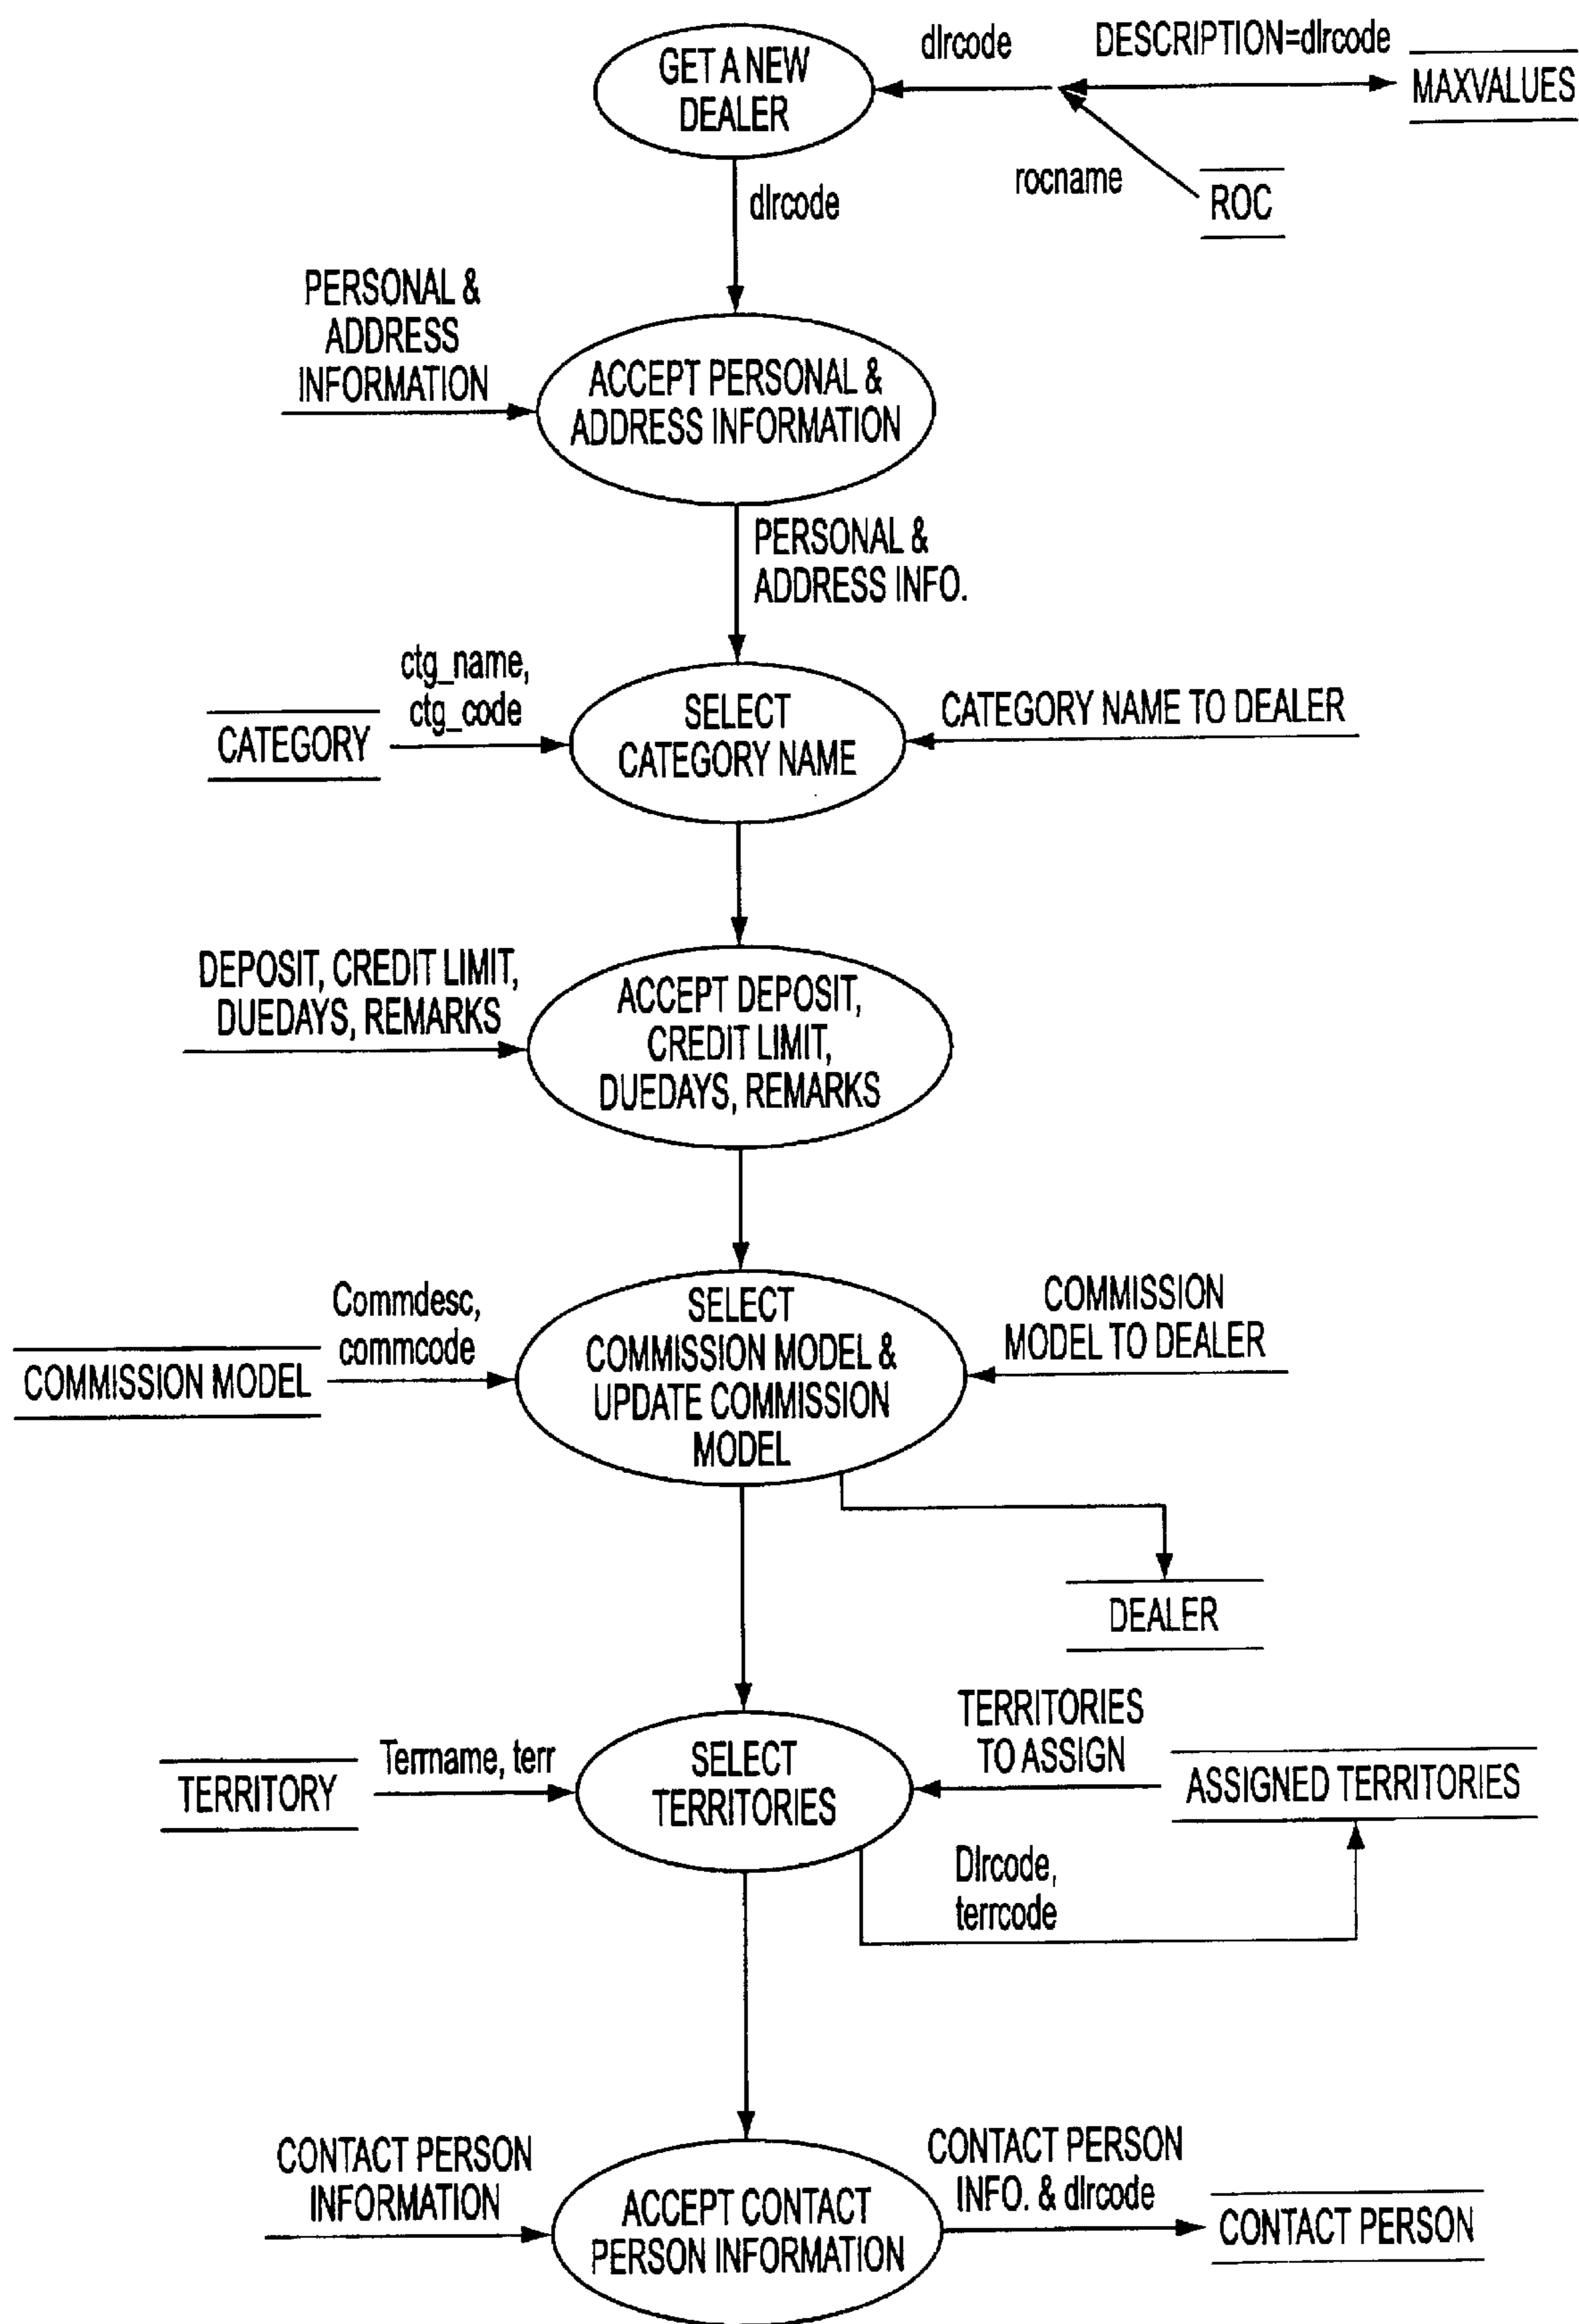 dlrcode
DESCRIPTION=dlrcode
GET A NEW
DEALER
MAXVALUES
rocname
ROC
dlrcode
PERSONAL &
ADDRESS
INFORMATION
ACCEPT PERSONAL &
ADDRESS INFORMATION
PERSONAL &
ADDRESS INFO.
ctg_name,
ctg_code
CATEGORY
SELECT
CATEGORY NAME
CATEGORY NAME TO DEALER
DEPOSIT, CREDIT LIMIT,
DUEDAYS, REMARKS
ACCEPT DEPOSIT,
CREDIT LIMIT,
DUEDAYS, REMARKS
Commdesc,
commcode
COMMISSION MODEL
SELECT
COMMISSION MODEL &
UPDATE COMMISSION
MODEL
COMMISSION
MODEL TO DEALER
DEALER
Terrname, terr
TERRITORY
SELECT
TERRITORIES
TERRITORIES
TO ASSIGN
ASSIGNED TERRITORIES
Dlrcode,
terrcode
CONTACT PERSON
INFORMATION
ACCEPT CONTACT
PERSON INFORMATION
CONTACT PERSON
INFO. & dlrcode
CONTACT PERSON